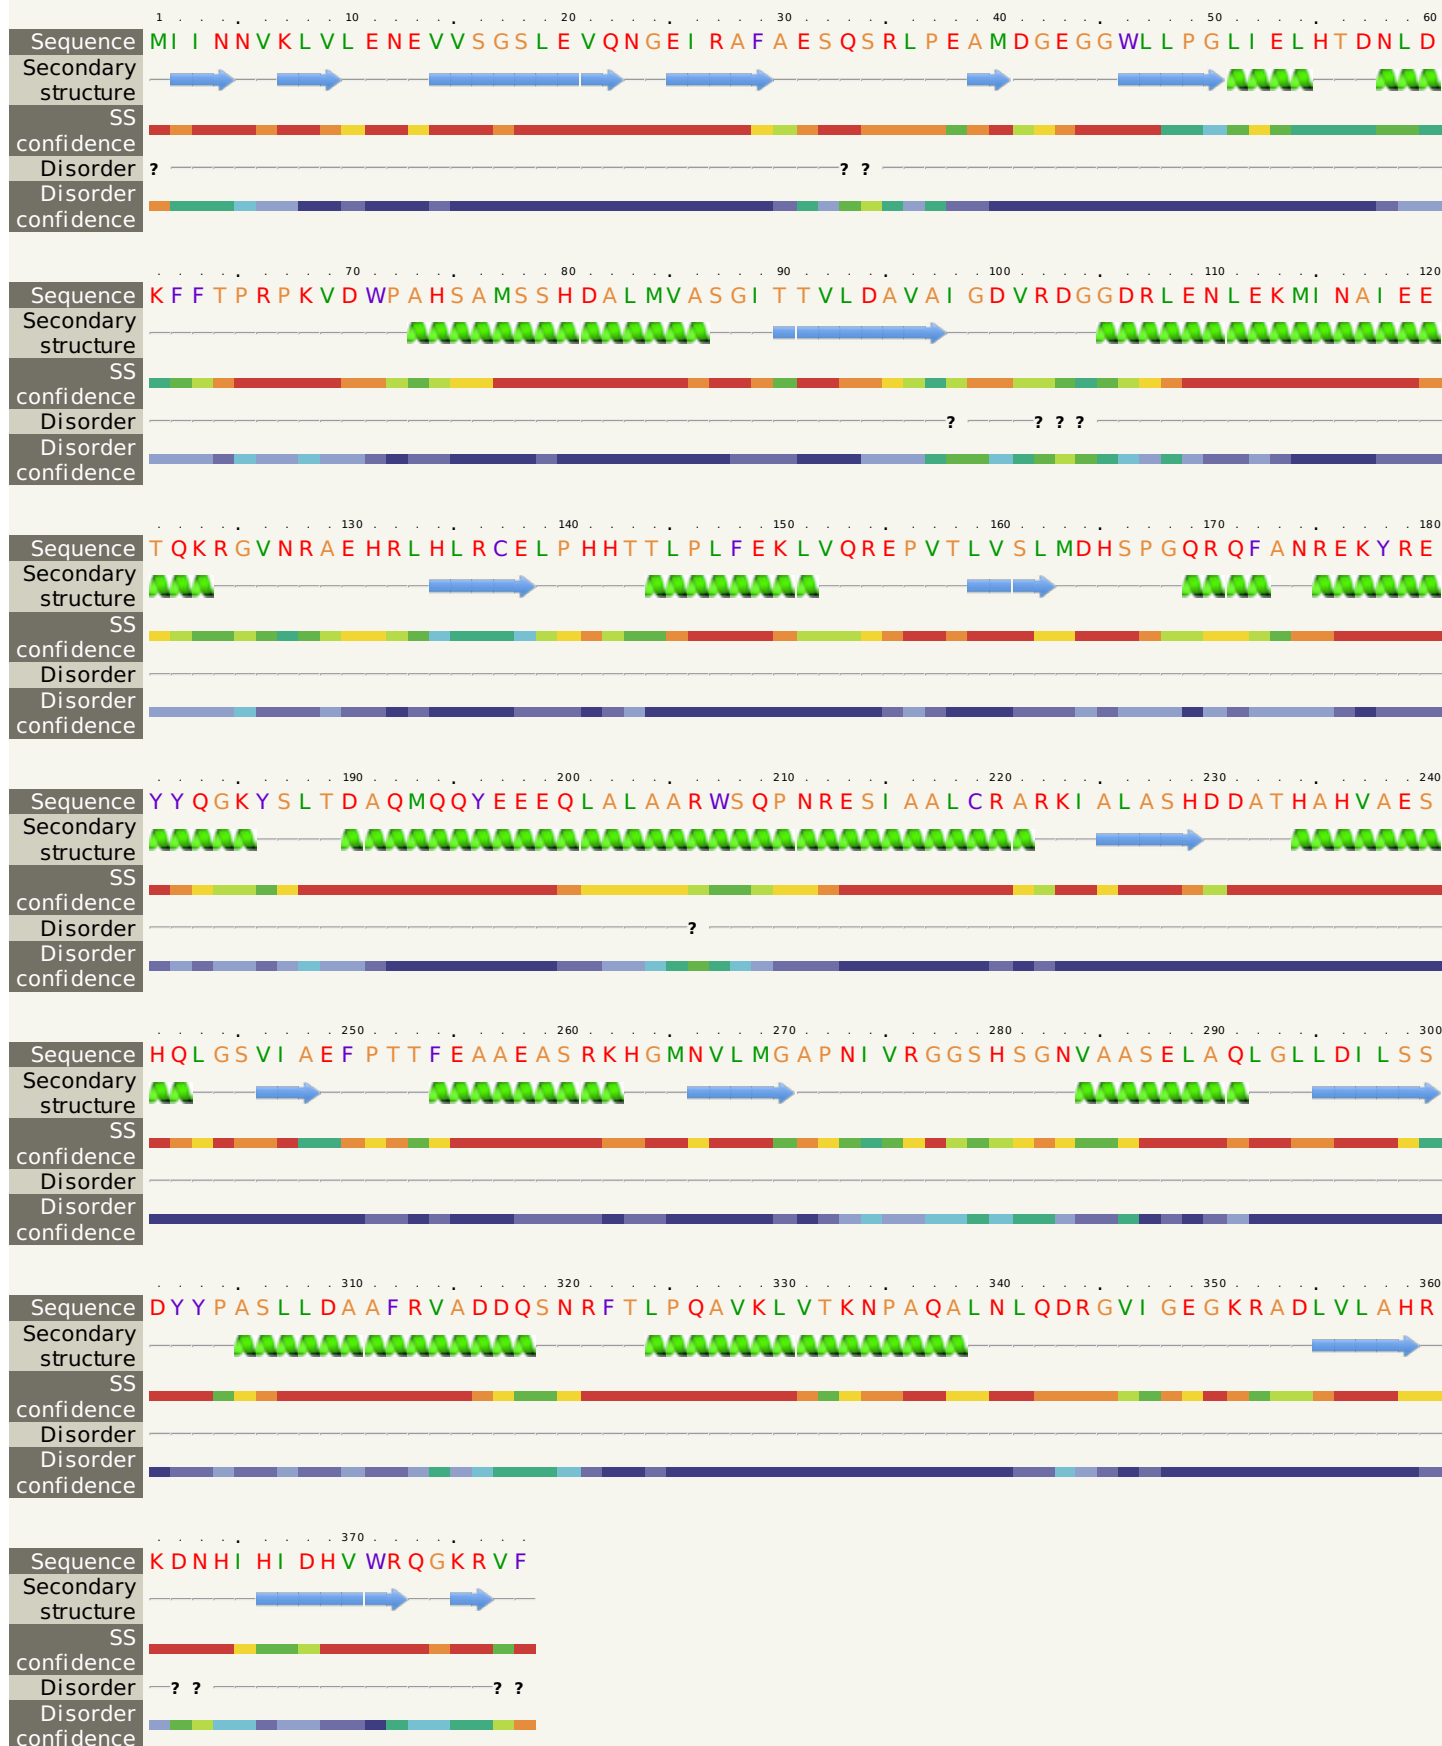 1 10 20 30 40 50 60
Sequence MIINNVKLVLENEVVSGSLEVQNGEIRAFAESQSRLPEAMDGEGGWLLPGLIELHTDNLD
Secondary
structure
SS
confidence
Disorder ? ? ?
Disorder
confidence
70 80 90 100 110 120
Sequence KFFTPRPKVDWPAHSAMSSHDALMVASGITTVLDAVAIGDVRDGGDRLENLEKMINAIEE
Secondary
structure
SS
confidence
Disorder ? ? ? ?
Disorder
confidence
130 140 150 160 170 180
Sequence TQKRGVNRAEHRLHLRCELPHHTTLPLFEKLVQREPVTLVSLMDHSPGQRQFANREKYRE
Secondary
structure
SS
confidence
Disorder
Disorder
confidence
190 200 210 220 230 240
Sequence YYQGKYSLTDAQMQQYEEEQLALAARWSQPNRESIAALCRARKIALASHDDATHAHVAES
Secondary
structure
SS
confidence
Disorder ?
Disorder
confidence
250 260 270 280 290 300
Sequence HQLGSVIAEFPTTFEAAEASRKHGMNVLMGAPNIVRGGSHSGNVAASELAQLGLLDILSS
Secondary
structure
SS
confidence
Disorder
Disorder
confidence
310 320 330 340 350 360
Sequence DYYPASLLDAAFRVADDQSNRFTLPQAVKLVTKNPAQALNLQDRGVIGEGKRADLVLAHR
Secondary
structure
SS
confidence
Disorder
Disorder
confidence
370
Sequence KDNHIHIDHVWRQGKRVF
Secondary
structure
SS
confidence
Disorder ? ? ? ?
Disorder
confidence